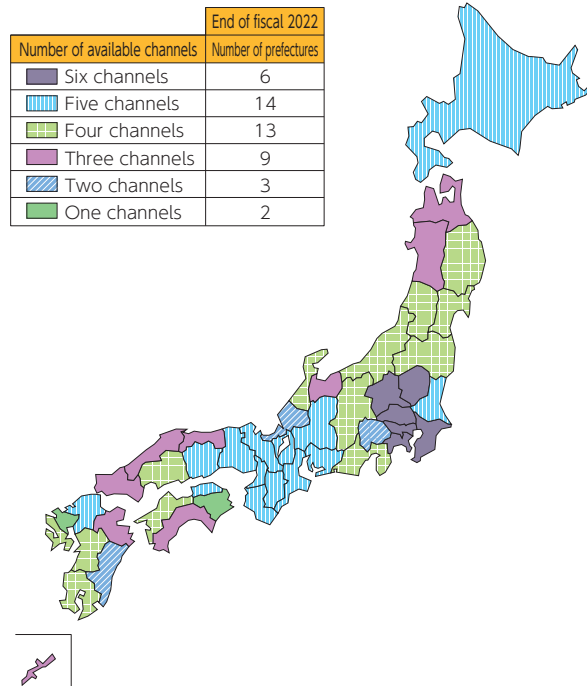 End of fiscal 2022
Number of available channels Number of prefectures
Six channels 6
Five channels 14
Four channels 13
Three channels 9
Two channels 3
One channels 2